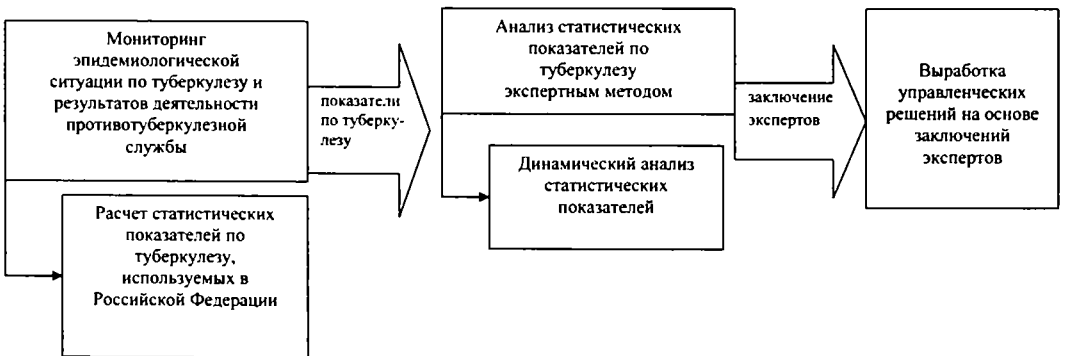 Мониторинг
эпидемиологической
ситуации по туберкулезу и
результатов деятельности
противотуберкулезной
службы
Расчет статистических
показателей по
туберкулезу,
используемых в
Российской Федерации
показатели
по туберку-
лезу
Анализ статистических
показателей по
туберкулезу
экспертным методом
Динамический анализ
статистических
показателей
заключение
экспертов
Выработка
управленческих
решений на основе
заключений
экспертов